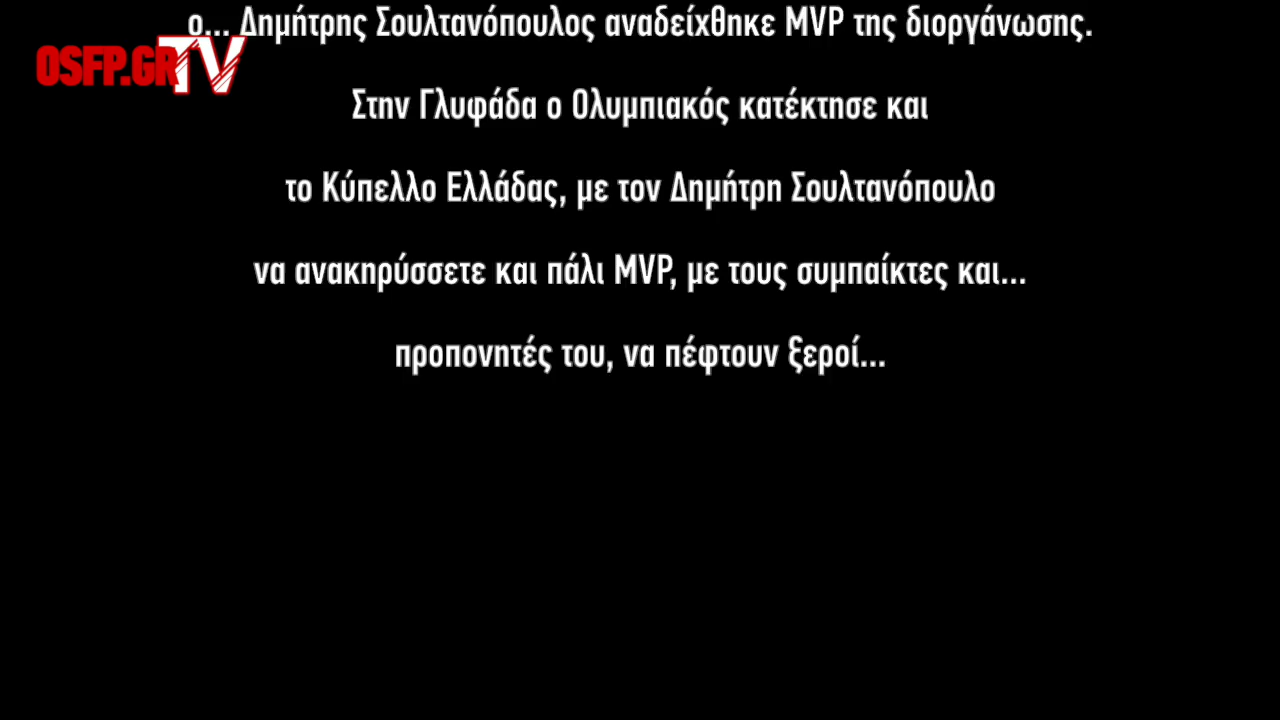 ο... Δημήτρης Σουλτανόπουλος αναδείχθηκε MVP της διοργάνωσης.
OSFP.GR TV
Στην Γλυφάδα ο Ολυμπιακός κατέκτησε και
το Κύπελλο Ελλάδας, με τον Δημήτρη Σουλτανόπουλο
να ανακηρύσσετε και πάλι MVP, με τους συμπαίκτες και...
προπονητές του, να πέφτουν ξεροί...